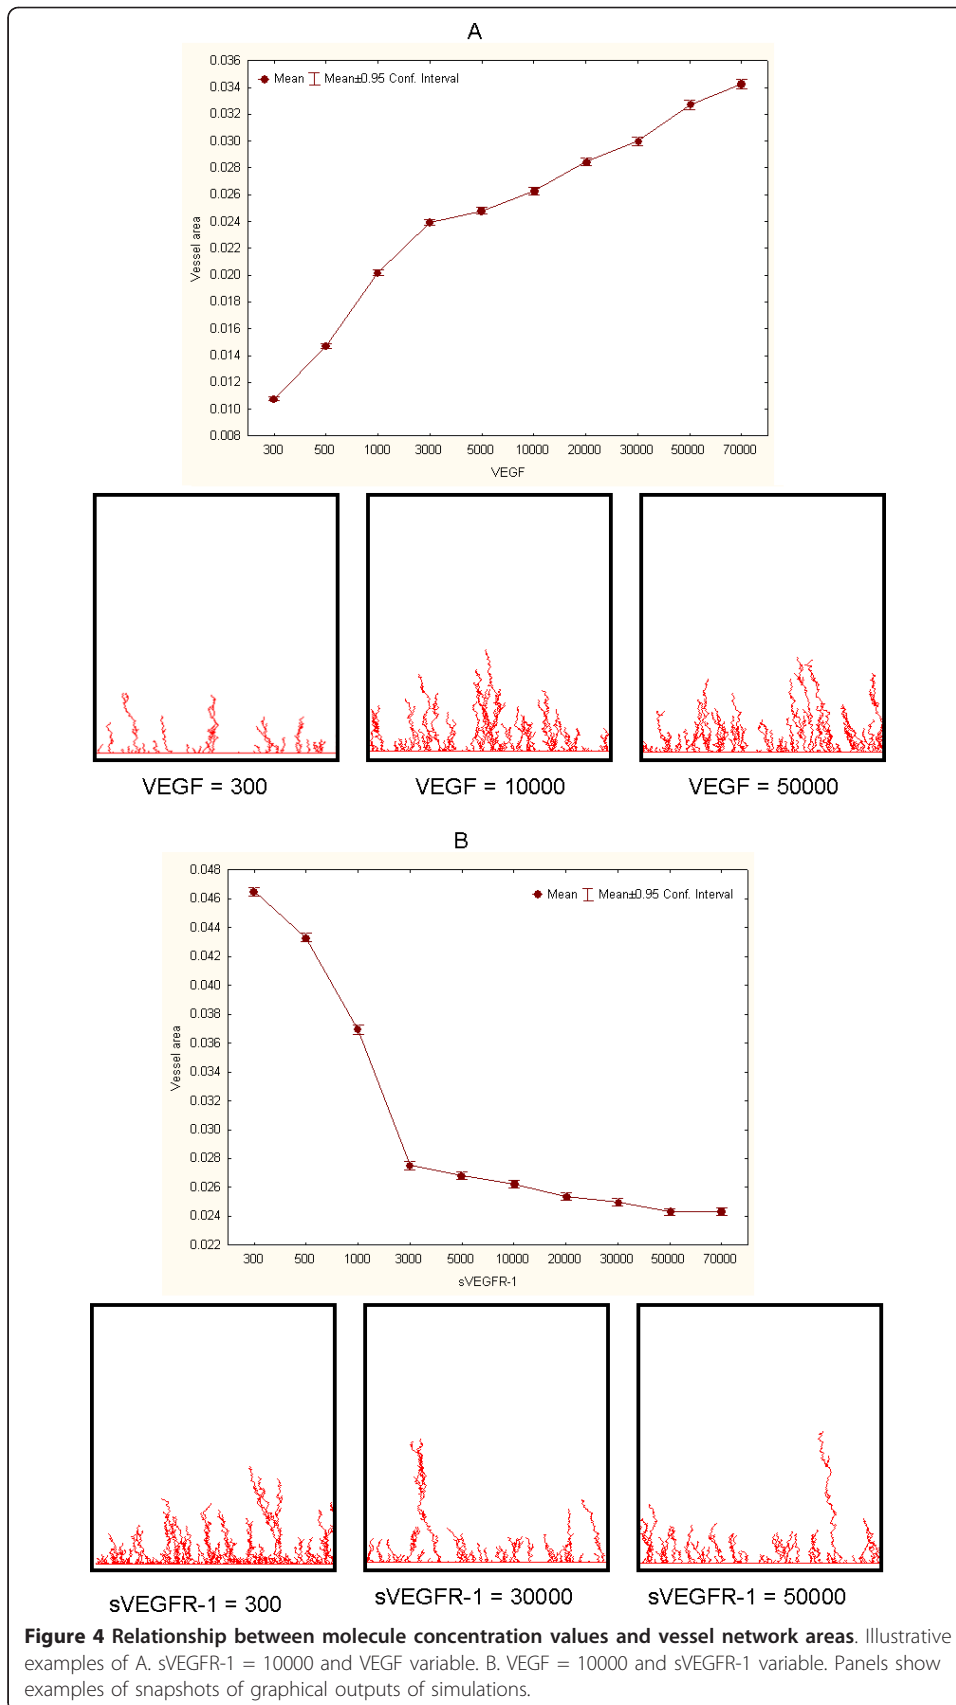 A
Mean Mean±0.95 Conf. Interval
0.036
0.034
0.032
0.030
0.028
0.026
0.024
0.022
0.020
0.018
0.016
0.014
0.012
0.010
0.008
Vessel area
300 500 1000 3000 5000 10000 20000 30000 50000 70000
VEGF
VEGF = 300
VEGF = 10000
VEGF = 50000
B
Mean Mean±0.95 Conf. Interval
0.048
0.046
0.044
0.042
0.040
0.038
0.036
0.034
0.032
0.030
0.028
0.026
0.024
0.022
Vessel area
300 500 1000 3000 5000 10000 20000 30000 50000 70000
sVEGFR-1
sVEGFR-1 = 300
sVEGFR-1 = 30000
sVEGFR-1 = 50000
Figure 4 Relationship between molecule concentration values and vessel network areas. Illustrative
examples of A. sVEGFR-1 = 10000 and VEGF variable. B. VEGF = 10000 and sVEGFR-1 variable. Panels show
examples of snapshots of graphical outputs of simulations.